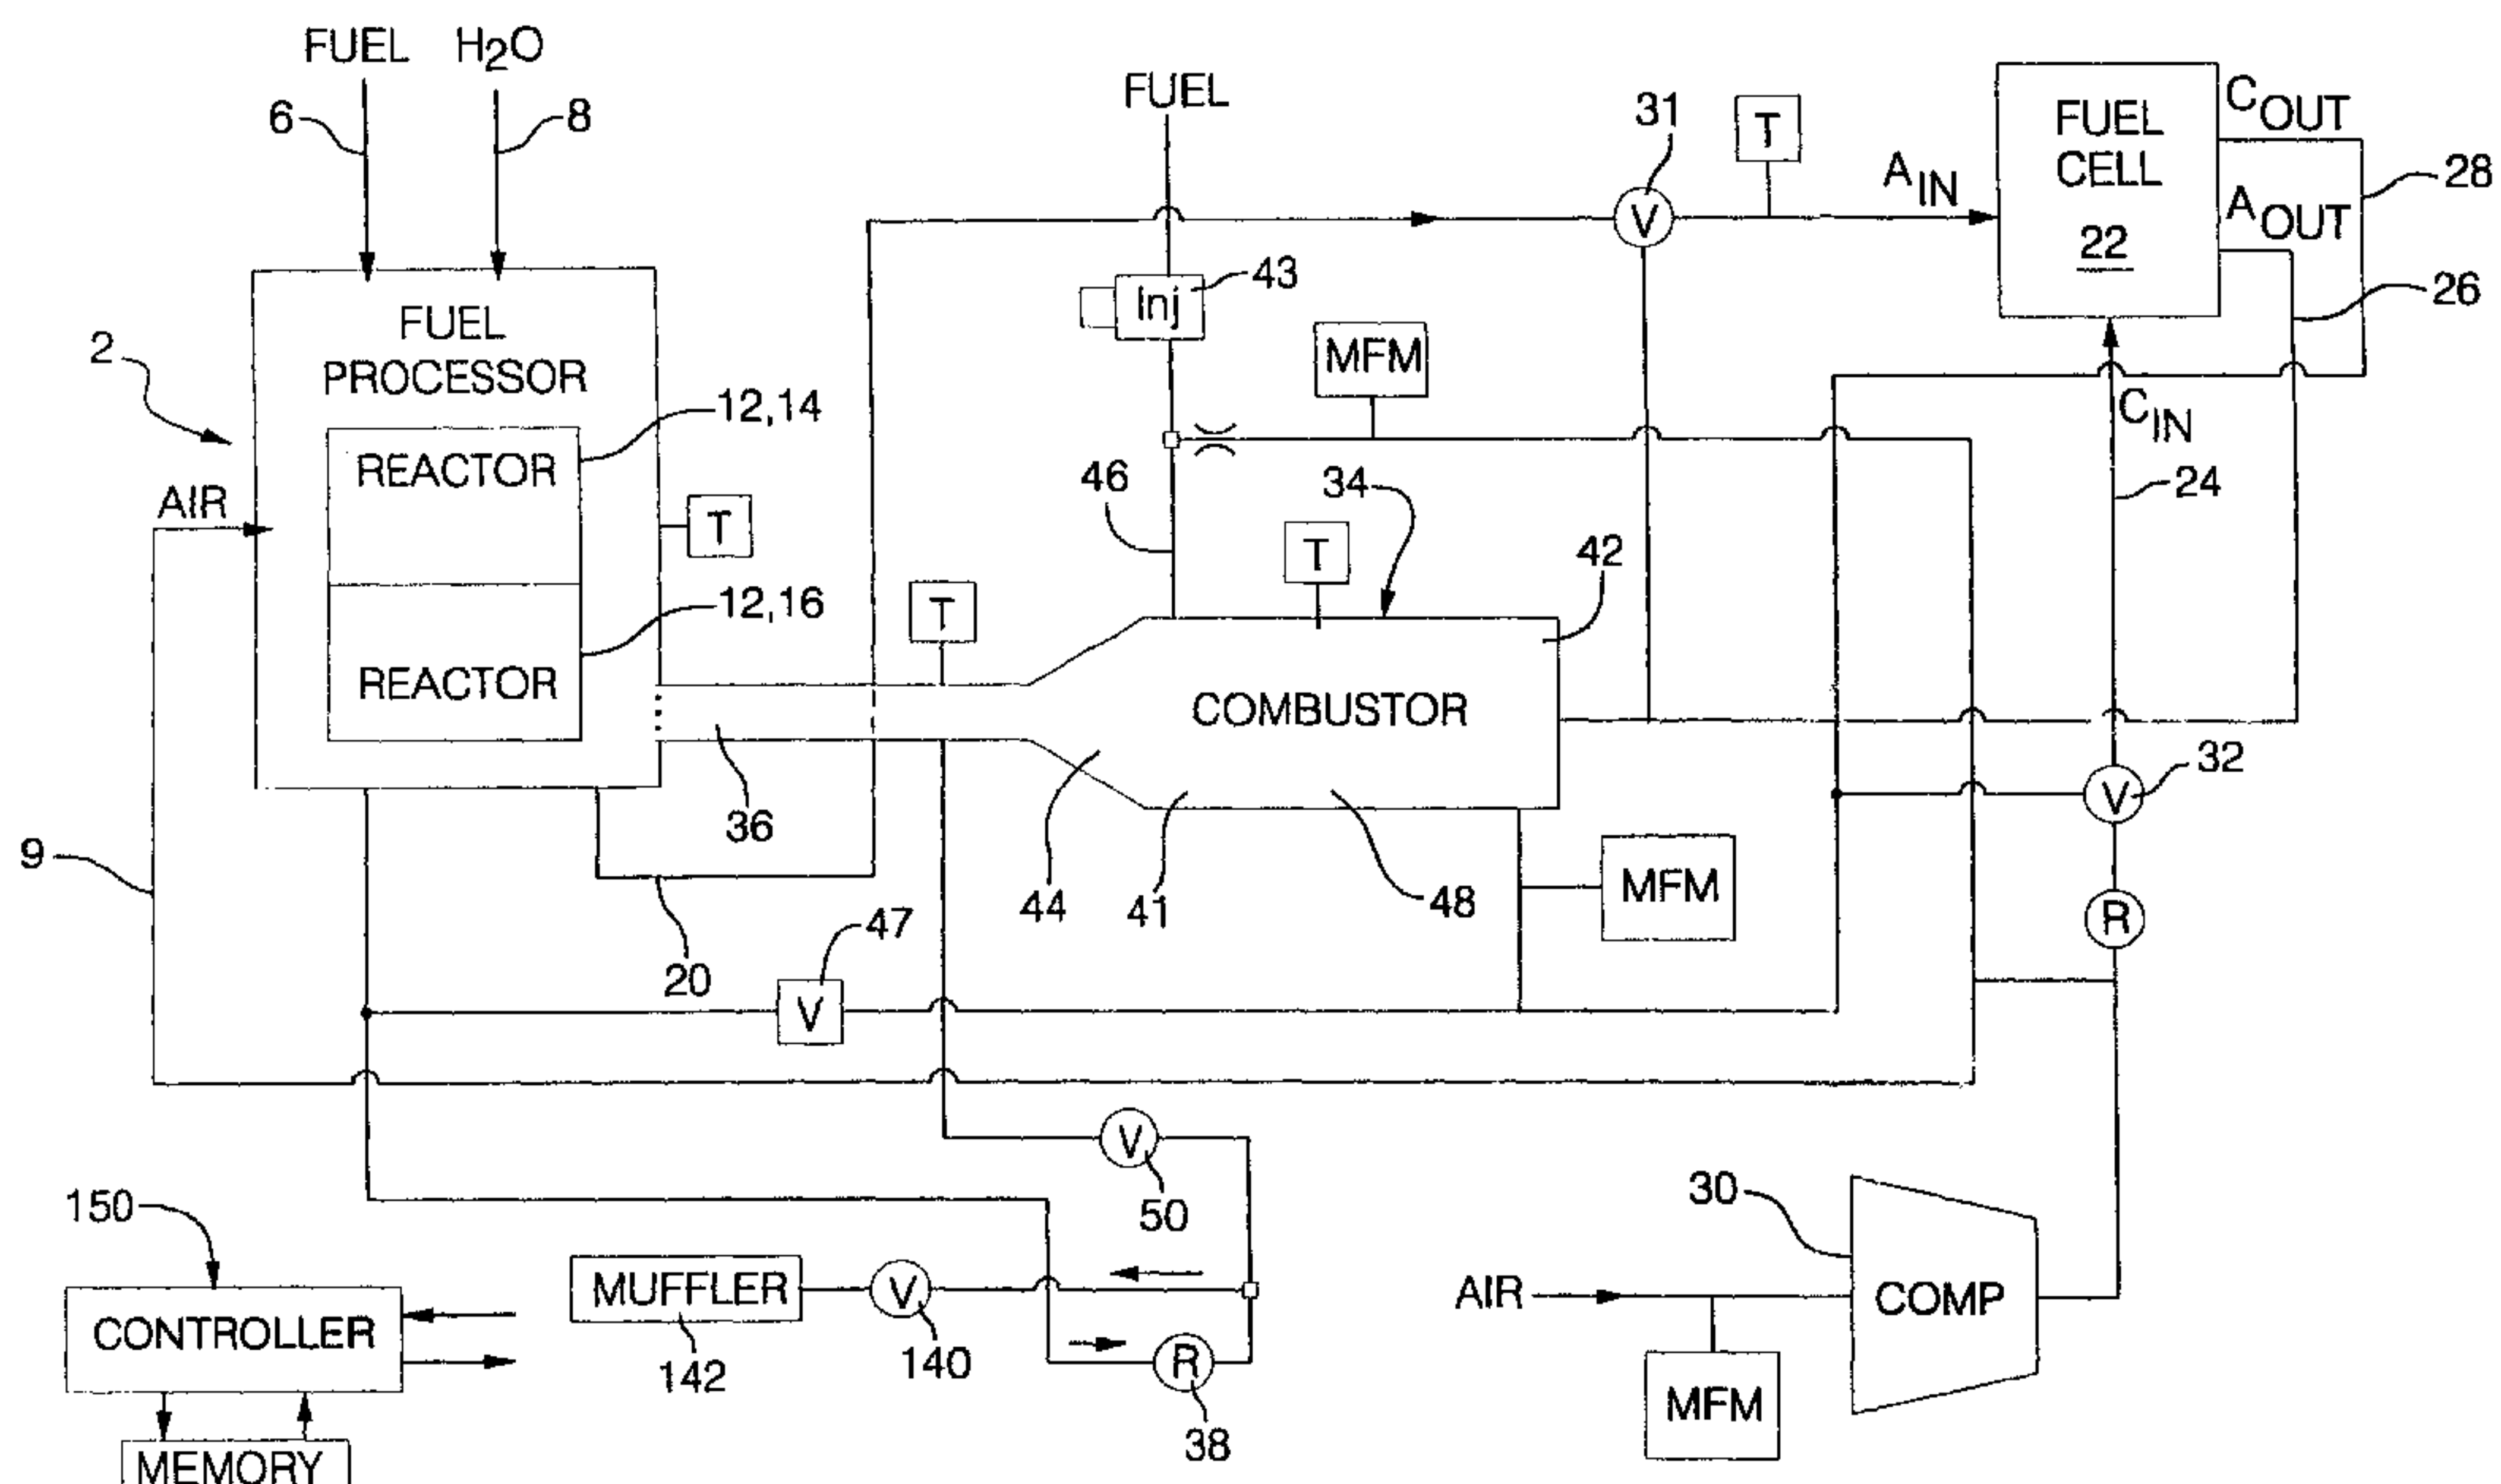 FUEL H2O
6 8
FUEL
31
T
FUEL
CELL
22
COUT
AOUT
AIN
28
26
V
Inj 43
FUEL
PROCESSOR
2
MFM
12,14
REACTOR
CIN
AIR
T
46
34
24
T
42
12,16
T
REACTOR
COMBUSTOR
36
32
V
9
44
41
48
MFM
R
47
20
V
V
50
150
30
MUFFLER
V
AIR
COMP
CONTROLLER
142
140
R
38
MFM
MEMORY